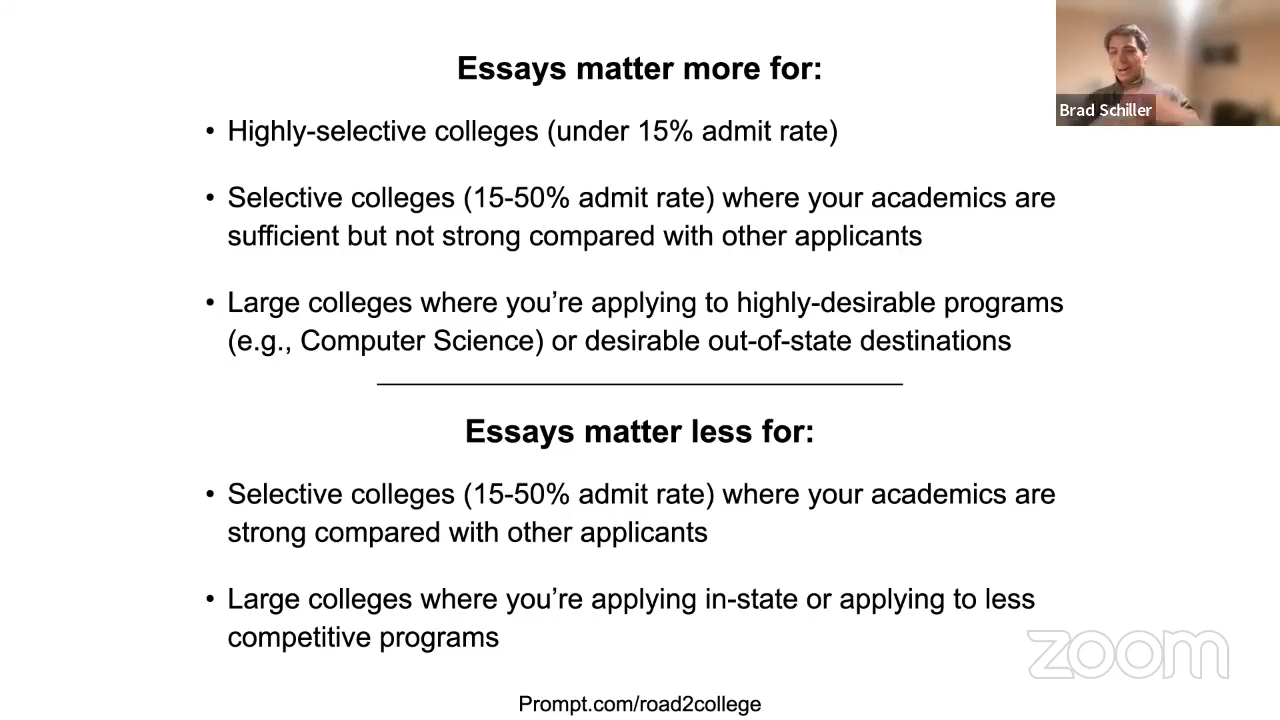 Essays matter more for:
Brad Schiller
• Highly-selective colleges (under 15% admit rate)
• Selective colleges (15-50% admit rate) where your academics are
sufficient but not strong compared with other applicants
• Large colleges where you’re applying to highly-desirable programs
(e.g., Computer Science) or desirable out-of-state destinations
Essays matter less for:
• Selective colleges (15-50% admit rate) where your academics are
strong compared with other applicants
• Large colleges where you’re applying in-state or applying to less
competitive programs
zoom
Prompt.com/road2college